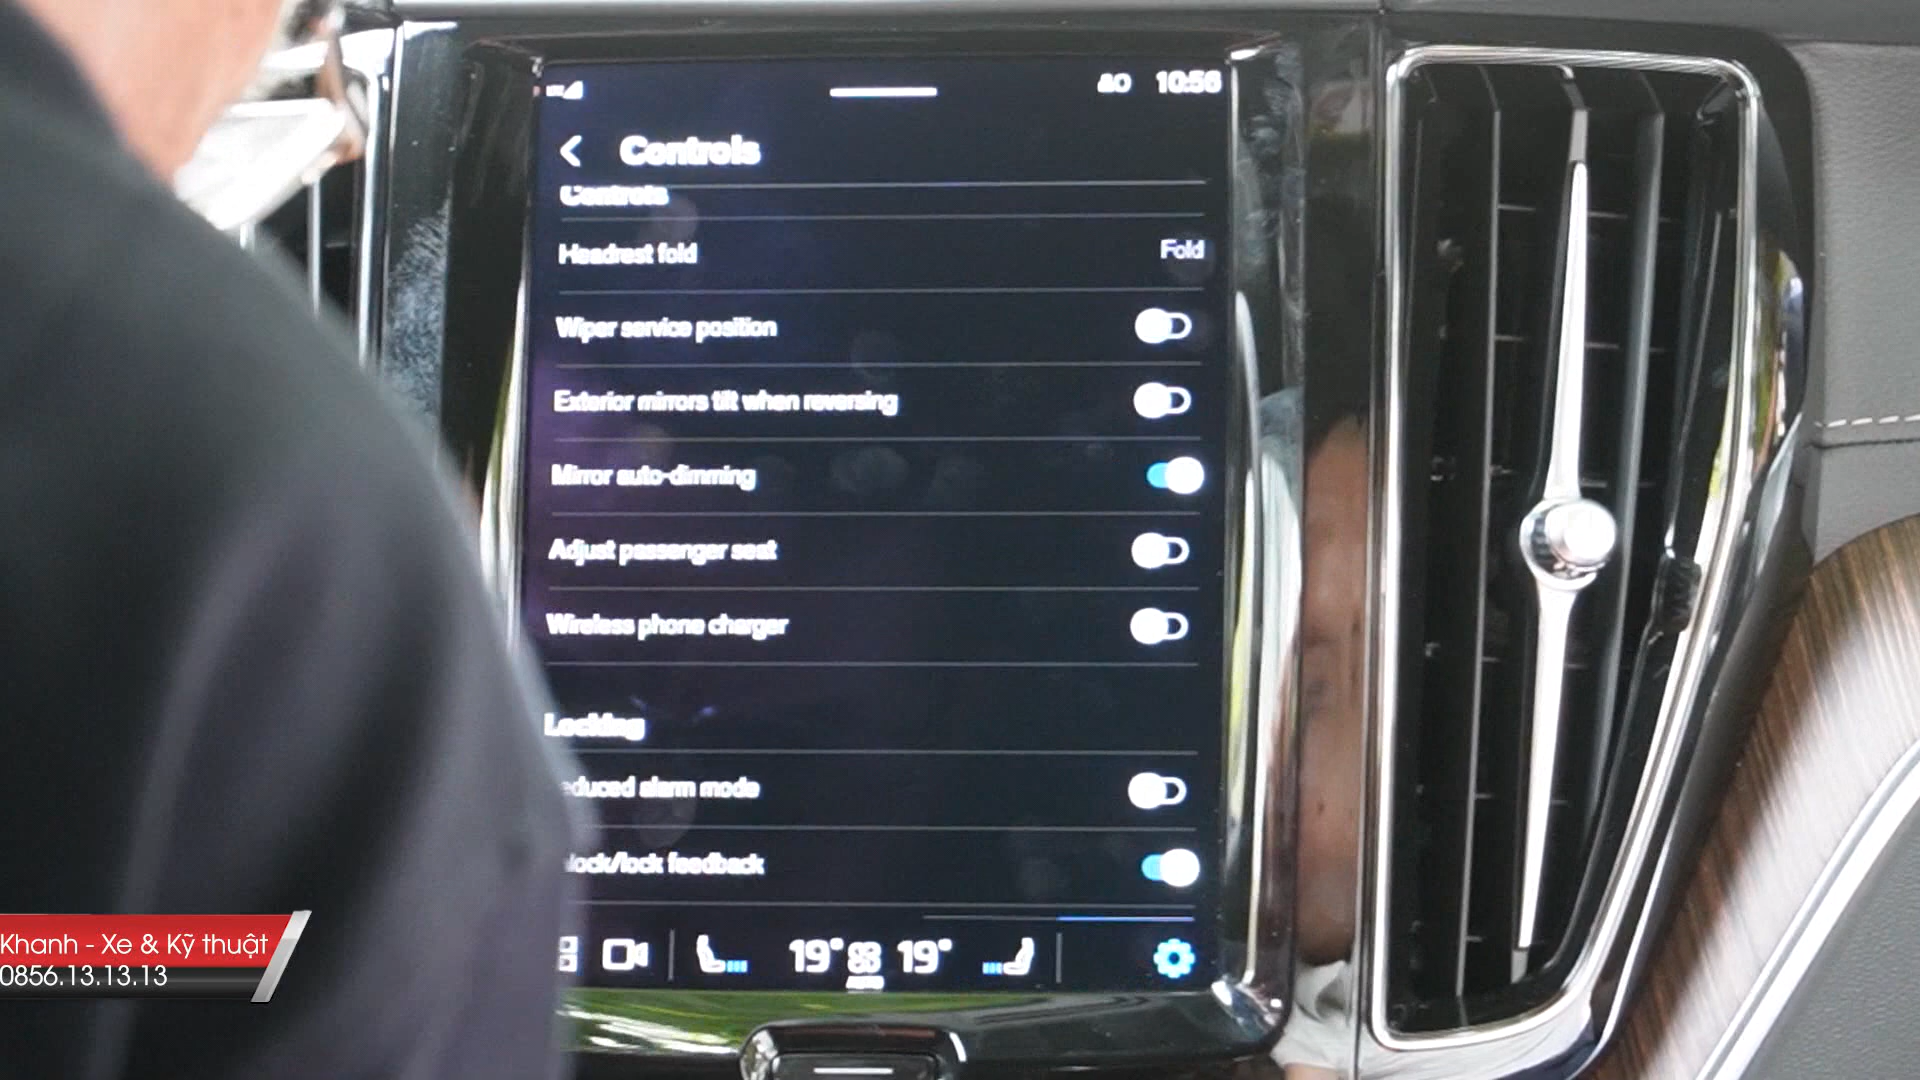 10:56
Controls
Controls
Headrest fold
Fold
Wiper service position
Exterior mirrors tilt when reversing
Mirror auto-dimming
Adjust passenger seat
Wireless phone charger
Locking
educed alarm mode
lock/lock feedback
19° 19°
AUTO
Khanh - Xe & Kỹ thuật
0856.13.13.13